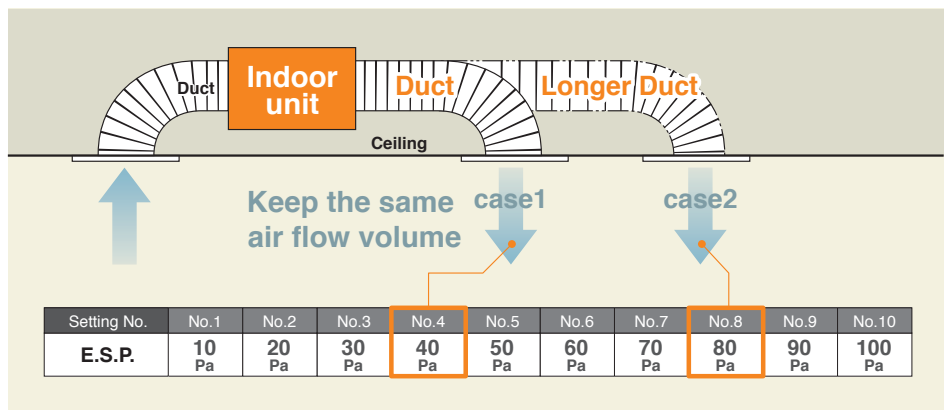 Duct
Indoor
unit
Duct
Longer Duct
Ceiling
Keep the same
air flow volume
case1
case2
Setting No. No.1 No.2 No.3 No.4 No.5 No.6 No.7 No.8 No.9 No.10
E.S.P. 10 Pa 20 Pa 30 Pa 40 Pa 50 Pa 60 Pa 70 Pa 80 Pa 90 Pa 100 Pa